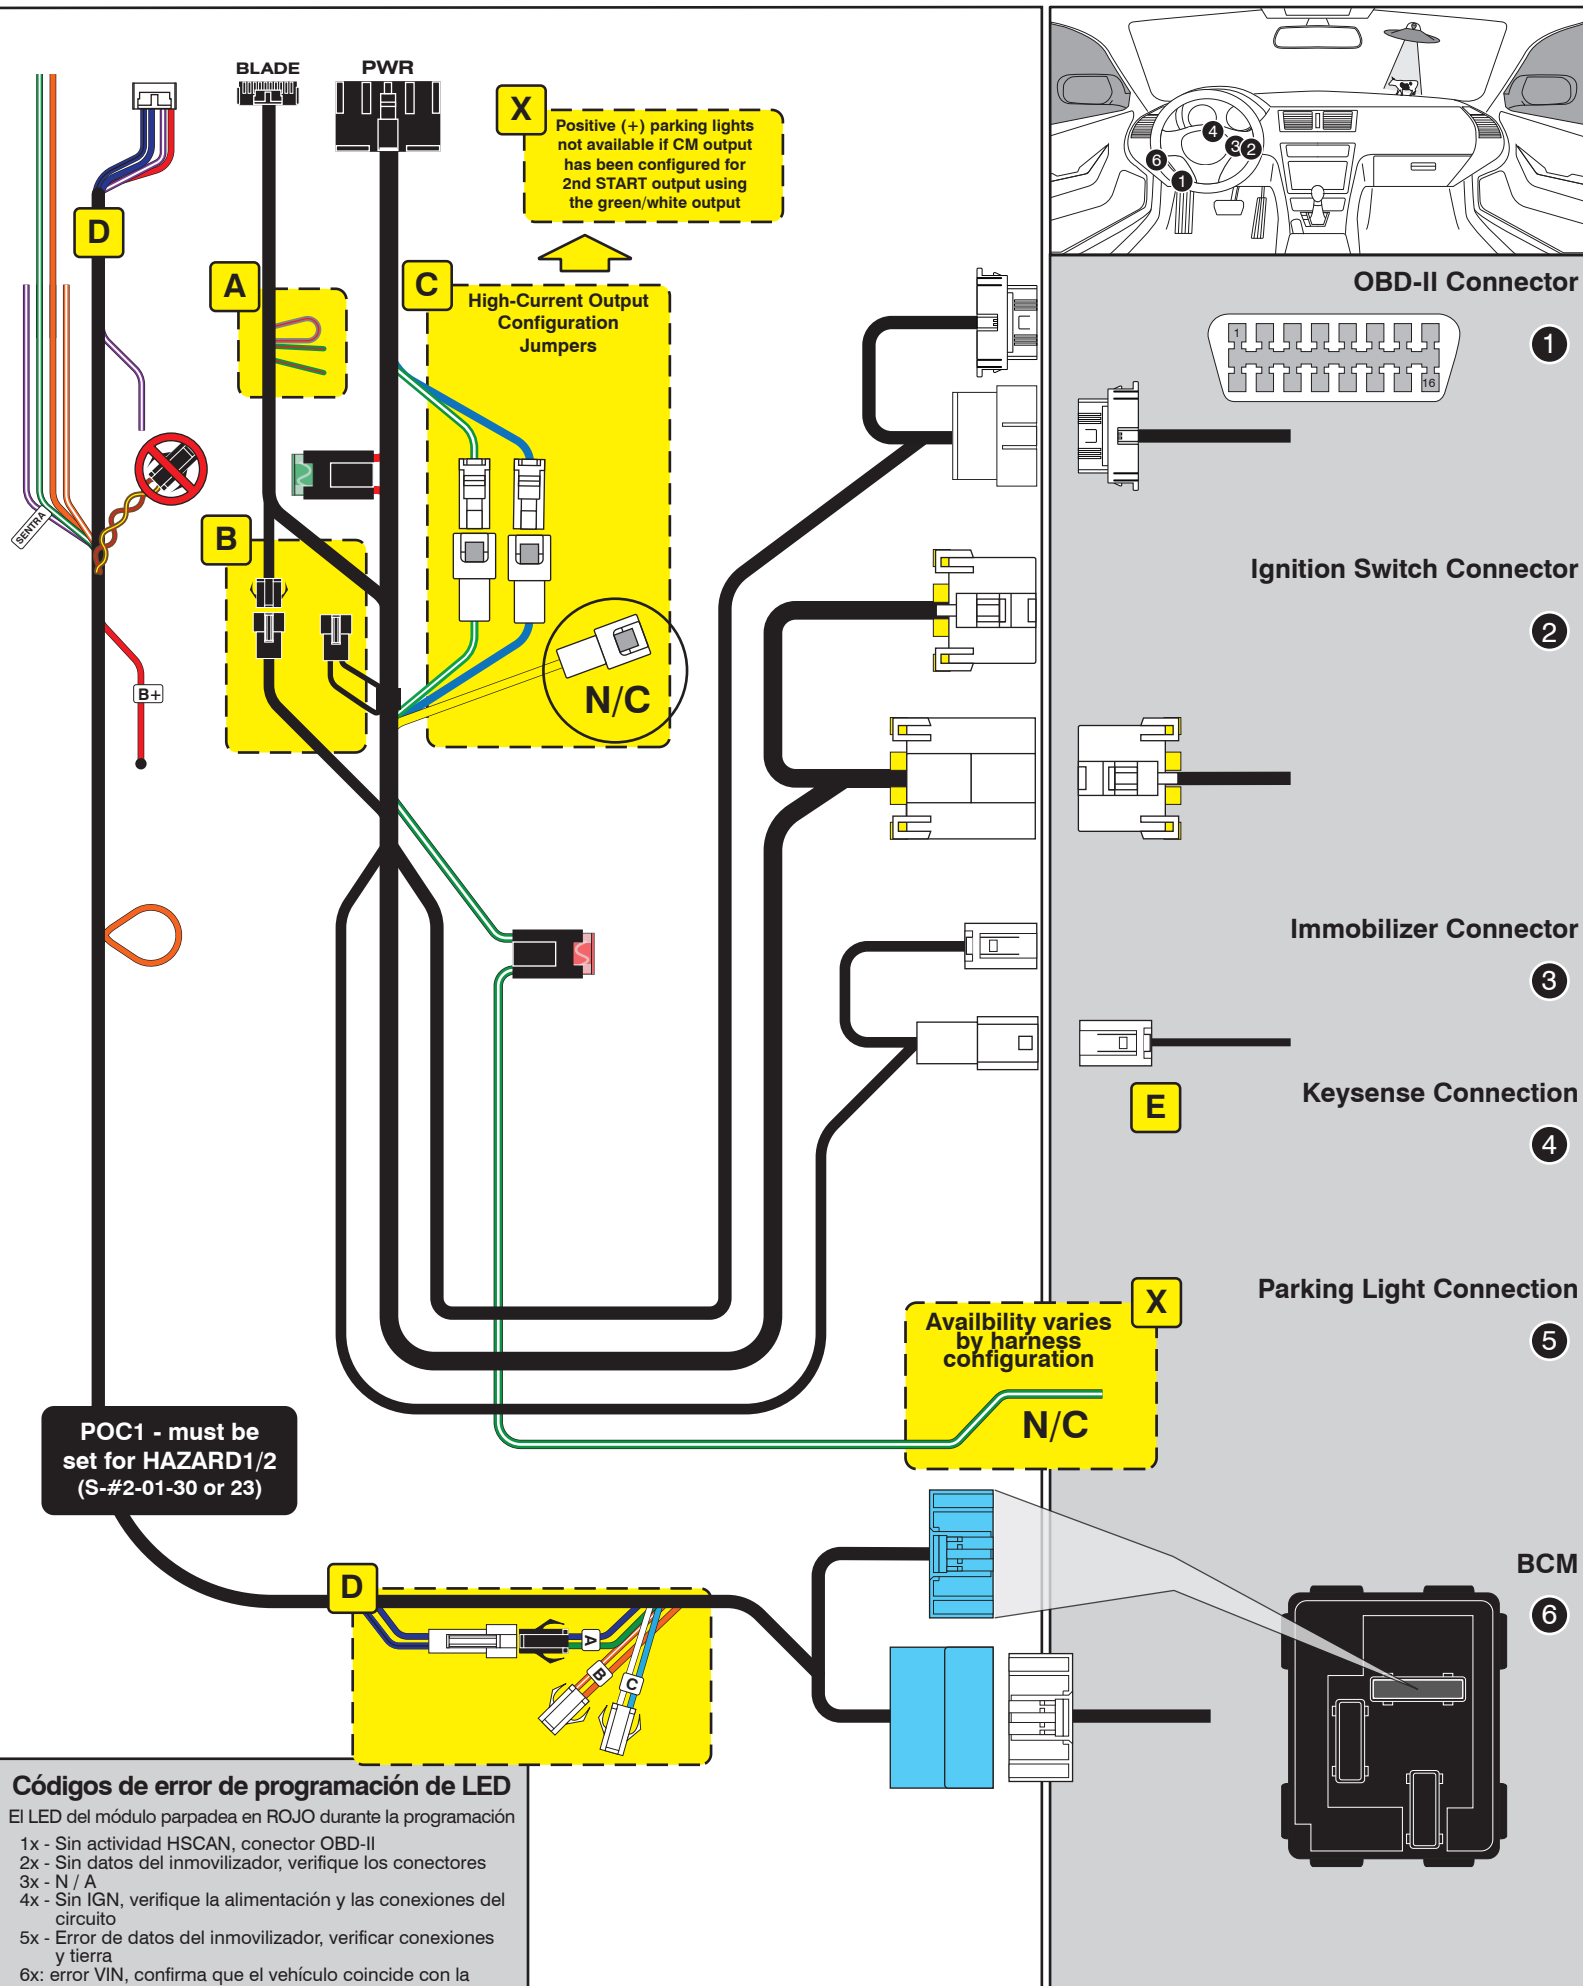 BLADE
PWR
X
Positive (+) parking lights
not available if CM output
has been configured for
2nd START output using
the green/white output
4
3
2
6
1
D
A
C
High-Current Output
Configuration
Jumpers
OBD-II Connector
1
1
16
SENTRA
B
Ignition Switch Connector
2
B+
N/C
Immobilizer Connector
3
E
Keysense Connection
4
X
Parking Light Connection
5
Availbility varies
by harness
configuration
N/C
POC1 - must be
set for HAZARD1/2
(S-#2-01-30 or 23)
D
A
B
C
BCM
6
Códigos de error de programación de LED
El LED del módulo parpadea en ROJO durante la programación
1x - Sin actividad HSCAN, conector OBD-II
2x - Sin datos del inmovilizador, verifique los conectores
3x - N / A
4x - Sin IGN, verifique la alimentación y las conexiones del
circuito
5x - Error de datos del inmovilizador, verificar conexiones
y tierra
6x: error VIN, confirma que el vehículo coincide con la